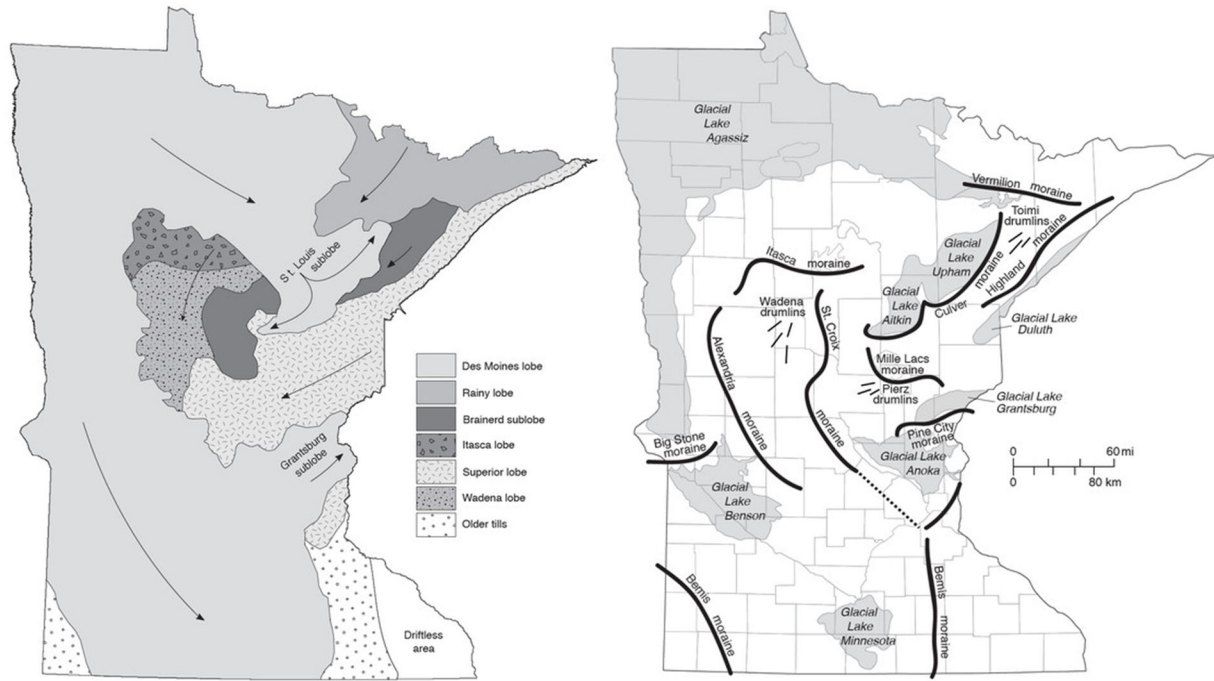 St. Louis
sublobe
Grantsburg
sublobe
Driftless
area
Des Moines lobe
Rainy lobe
Brainerd sublobe
Itasca lobe
Superior lobe
Wadena lobe
Older tills
Glacial
Lake
Agassiz
Vermilion moraine
Toimi
drumlins
Highland moraine
Glacial
Lake
Upham
Culver moraine
Itasca moraine
Glacial
Lake
Aitkin
Wadena
drumlins
St. Croix moraine
Glacial Lake
Duluth
Alexandria moraine
Mille Lacs
moraine
Pierz
drumlins
Glacial Lake
Grantsburg
Pine City
moraine
Big Stone
moraine
Glacial Lake
Anoka
60 mi
0
0 80 km
Glacial
Lake
Benson
Bemis moraine
Bemis moraine
Glacial
Lake
Minnesota